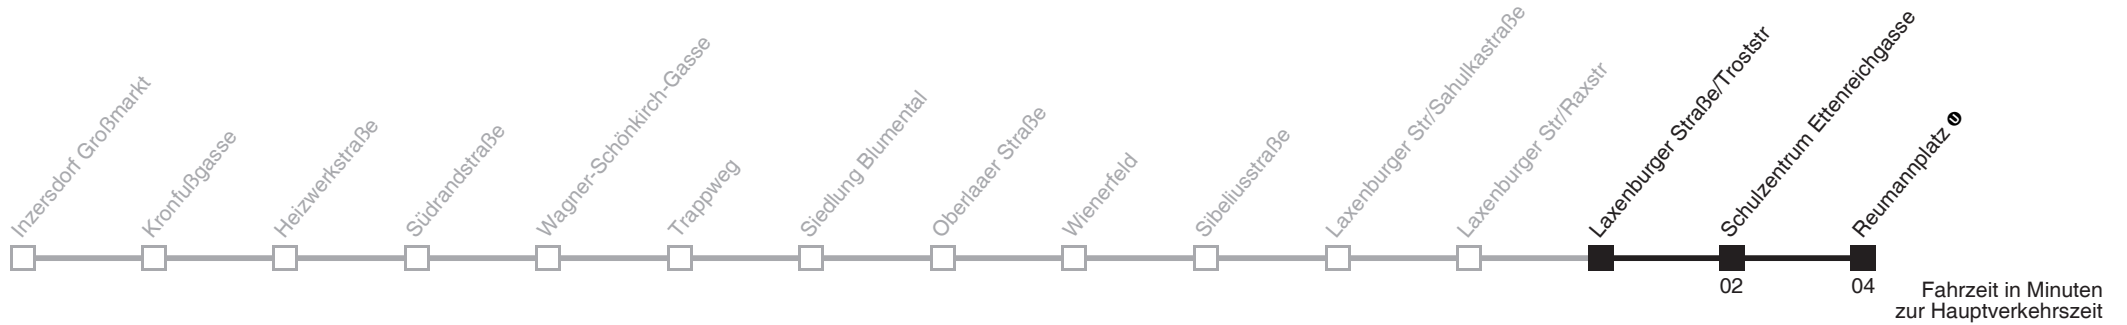 Inzersdorf Großmarkt
Kronfußgasse
Heizwerkstraße
Südrandstraße
Wagner-Schönkirch-Gasse
Trappweg
Siedlung Blumental
Oberlaaer Straße
Wienerfeld
Sibeliusstraße
Laxenburger Str/Sahulkastraße
Laxenburger Str/Raxstr
Laxenburger Straße/Troststr
Schulzentrum Ettenreichgasse
Reumannplatz U
02
04
Fahrzeit in Minuten
zur Hauptverkehrszeit